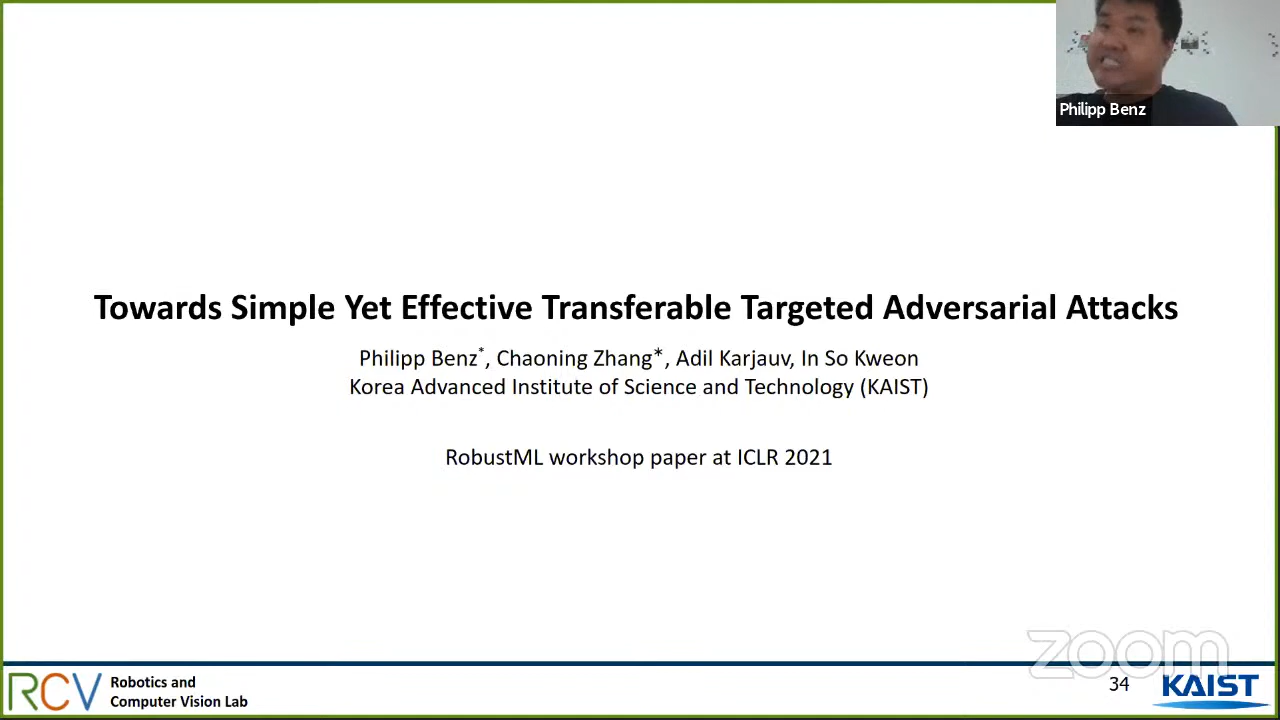 Philipp Benz
Towards Simple Yet Effective Transferable Targeted Adversarial Attacks
Philipp Benz*, Chaoning Zhang*, Adil Karjauv, In So Kweon
Korea Advanced Institute of Science and Technology (KAIST)
RobustML workshop paper at ICLR 2021
zoom
RCV
Robotics and
Computer Vision Lab
34
KAIST